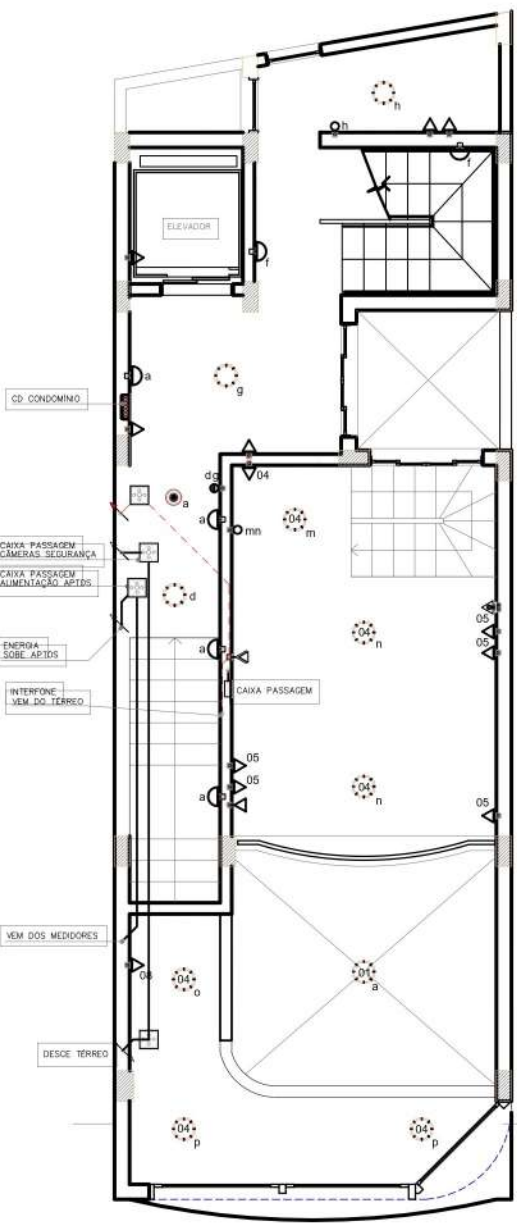 h
h
f
ELEVADOR
f
a
g
CD CONDOMÍNIO
dg
04
a
a
04
m
mn
CAIXA PASSAGEM
CÂMERAS SEGURANÇA
CAIXA PASSAGEM
ALIMENTAÇÃO APTOS
d
05
04
n
05
ENERGIA
SOBE APTOS
a
INTERFONE
VEM DO TÉRREO
CAIXA PASSAGEM
05
05
04
n
a
05
VEM DOS MEDIDORES
04
o
01
a
DESCE TÉRREO
04
p
04
p